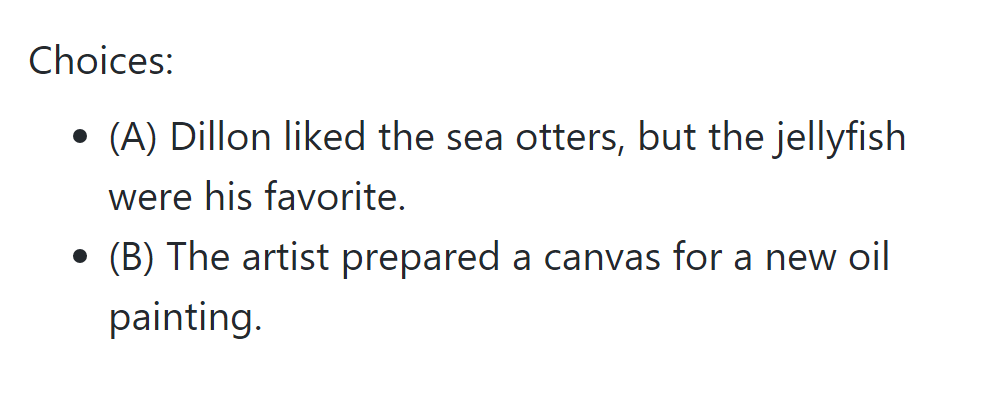 Choices:
• (A) Dillon liked the sea otters, but the jellyfish
were his favorite.
• (B) The artist prepared a canvas for a new oil
painting.